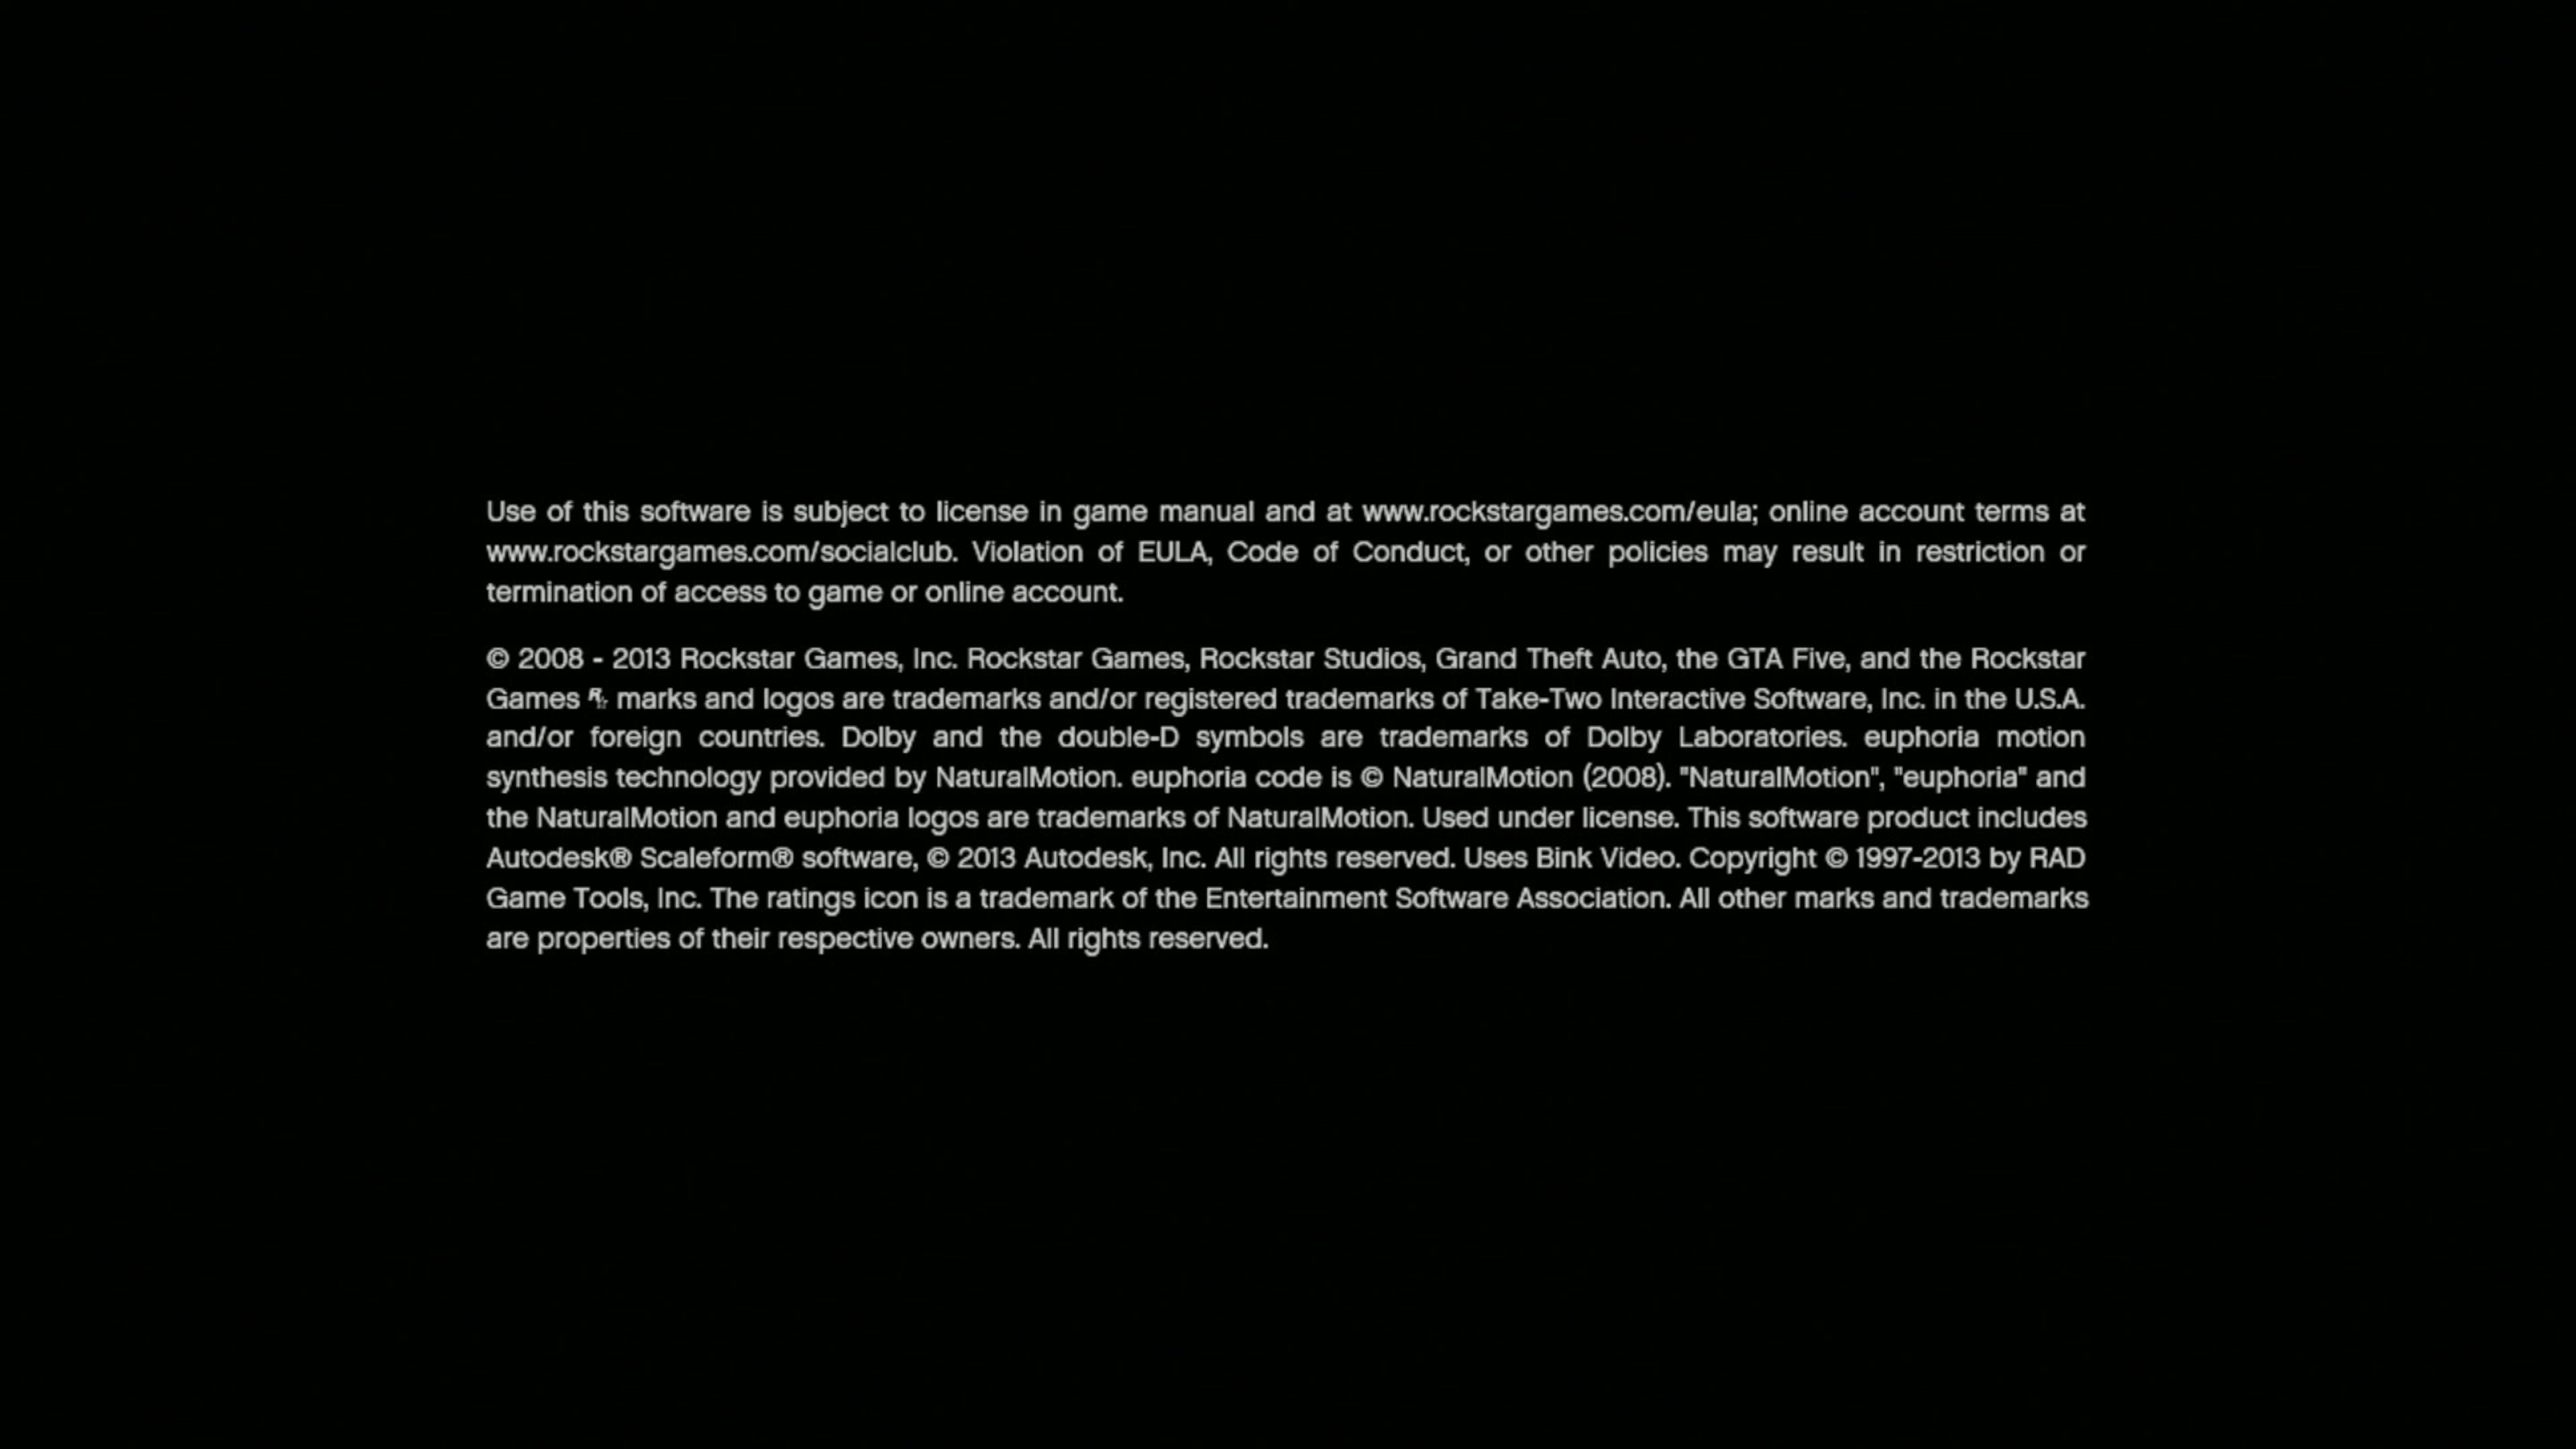 Use of this software is subject to license in game manual and at www.rockstargames.com/eula; online account terms at
www.rockstargames.com/socialclub. Violation of EULA, Code of Conduct, or other policies may result in restriction or
termination of access to game or online account.
© 2008 - 2013 Rockstar Games, Inc. Rockstar Games, Rockstar Studios, Grand Theft Auto, the GTA Five, and the Rockstar
Games R marks and logos are trademarks and/or registered trademarks of Take-Two Interactive Software, Inc. in the U.S.A.
and/or foreign countries. Dolby and the double-D symbols are trademarks of Dolby Laboratories. euphoria motion
synthesis technology provided by NaturalMotion. euphoria code is © NaturalMotion (2008). "NaturalMotion", "euphoria" and
the NaturalMotion and euphoria logos are trademarks of NaturalMotion. Used under license. This software product includes
Autodesk® Scaleform® software, © 2013 Autodesk, Inc. All rights reserved. Uses Bink Video. Copyright © 1997-2013 by RAD
Game Tools, Inc. The ratings icon is a trademark of the Entertainment Software Association. All other marks and trademarks
are properties of their respective owners. All rights reserved.